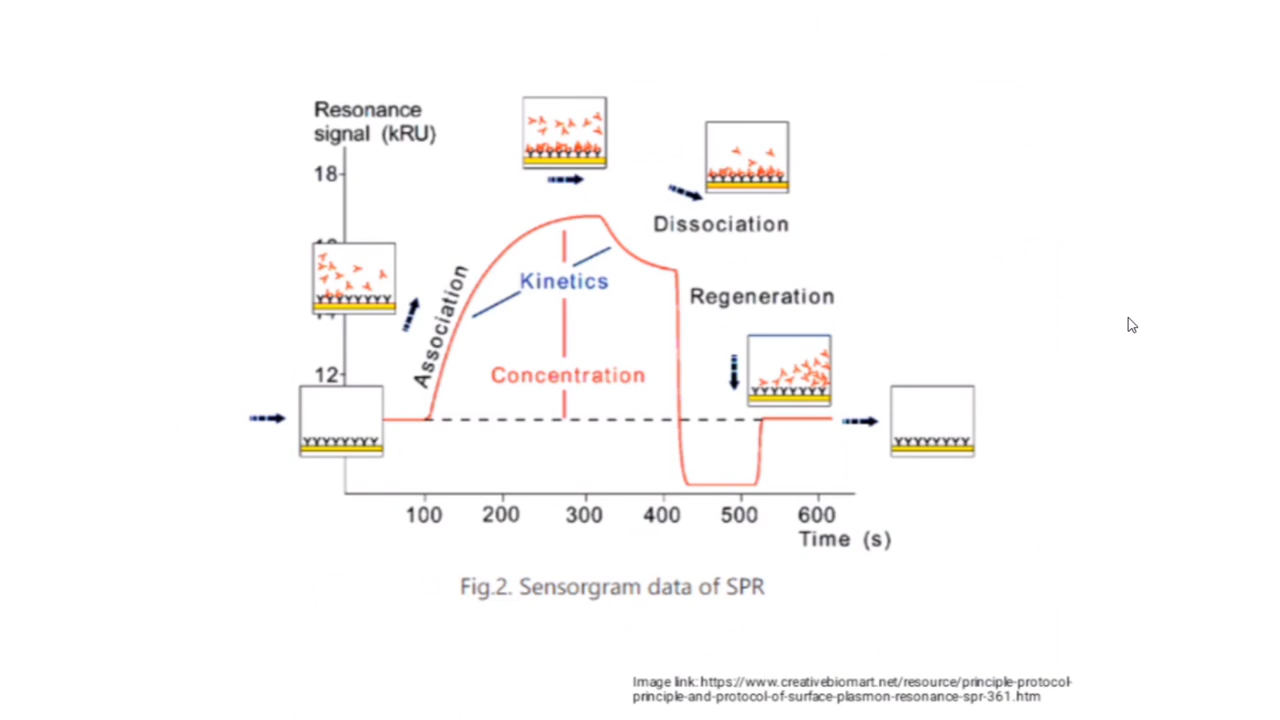 Resonance
signal (kRU)
18
12
Association
Kinetics
Concentration
Dissociation
Regeneration
100 200 300 400 500 600
Time (s)
Fig.2. Sensorgram data of SPR
Image link: https://www.creativebiomart.net/resource/principle-protocol-
principle-and-protocol-of-surface-plasmon-resonance-spr-361.htm